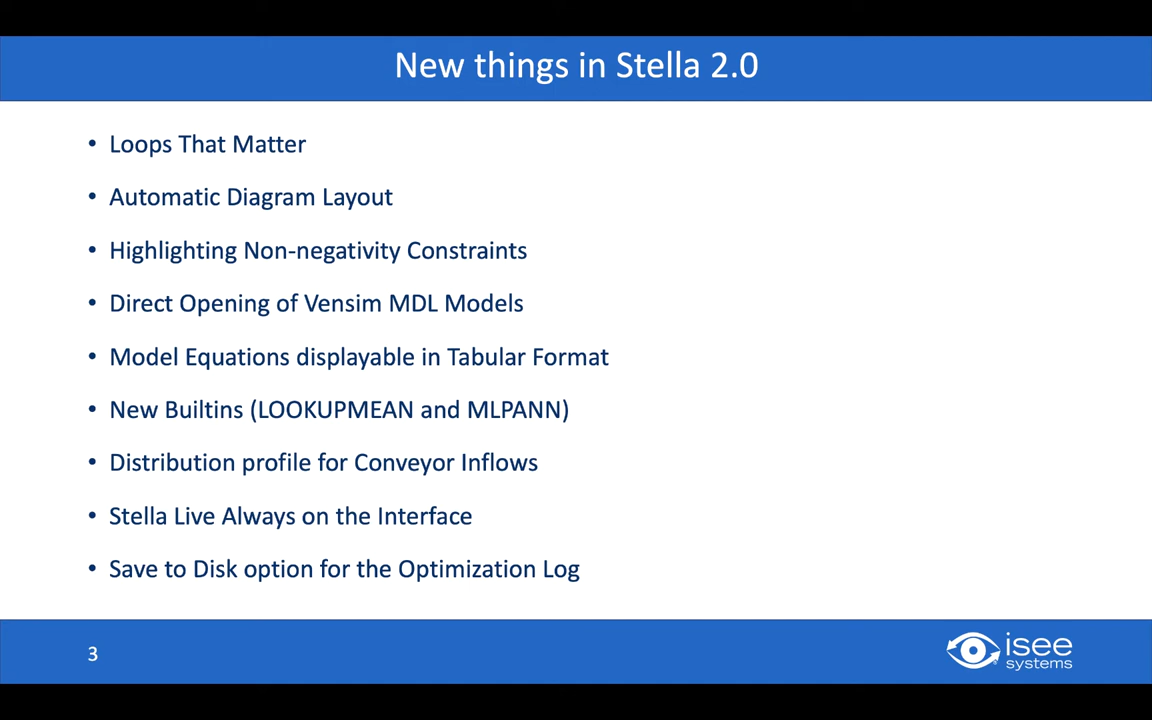 New things in Stella 2.0
• Loops That Matter
• Automatic Diagram Layout
• Highlighting Non-negativity Constraints
• Direct Opening of Vensim MDL Models
• Model Equations displayable in Tabular Format
• New Builtins (LOOKUPMEAN and MLPANN)
• Distribution profile for Conveyor Inflows
• Stella Live Always on the Interface
• Save to Disk option for the Optimization Log
3
isee
systems